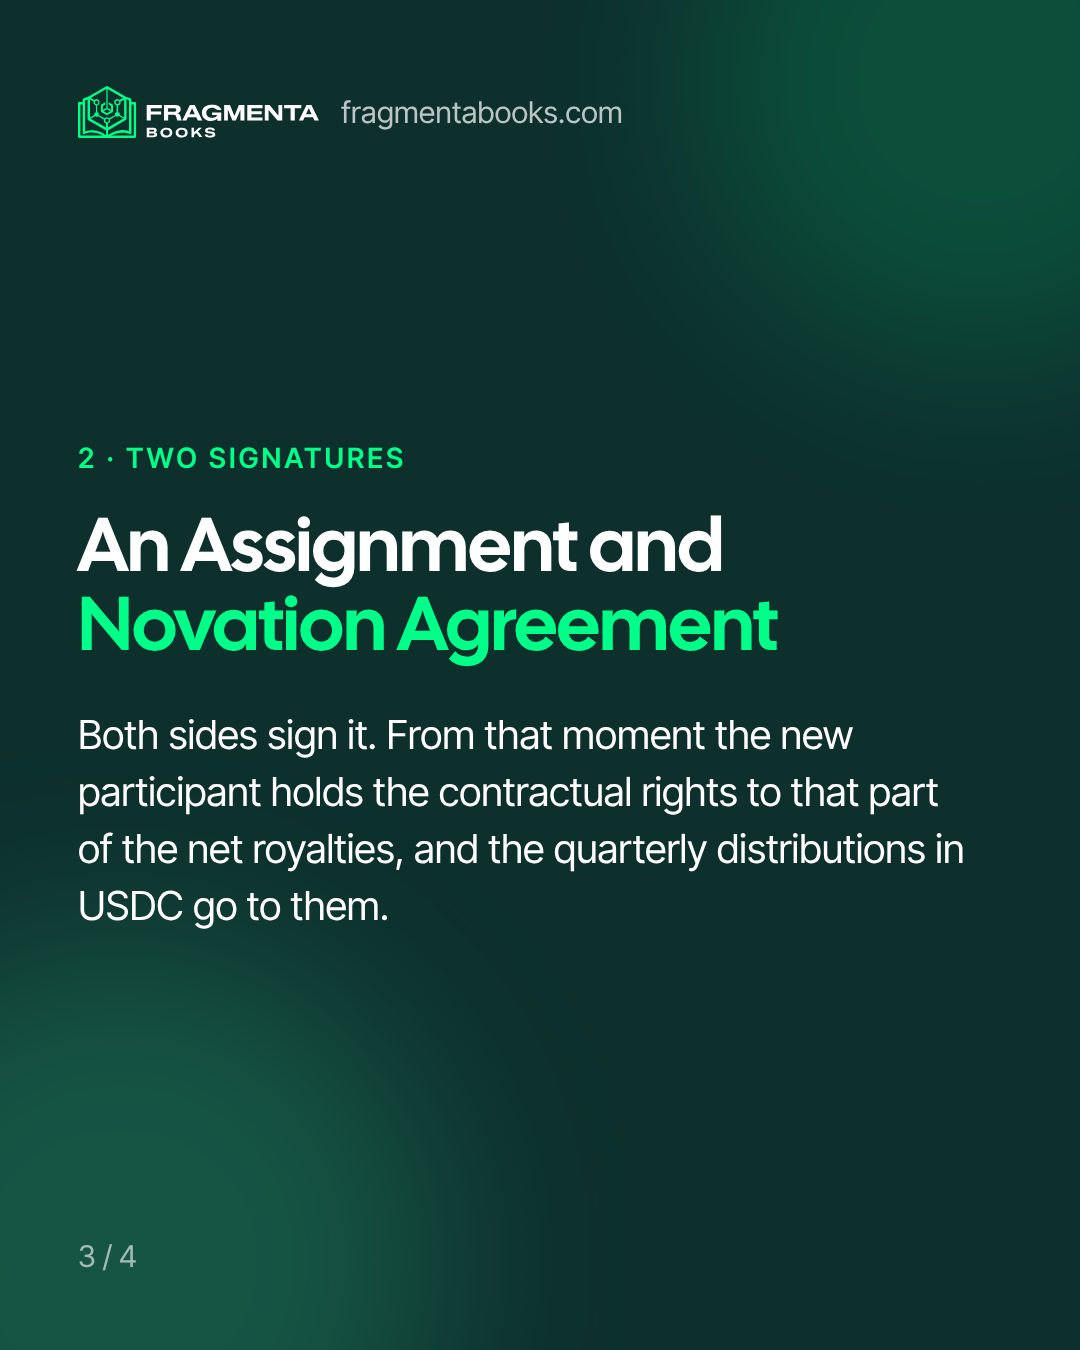 FRAGMENTA
BOOKS
fragmentabooks.com
2 · TWO SIGNATURES
An Assignment and
Novation Agreement
Both sides sign it. From that moment the new
participant holds the contractual rights to that part
of the net royalties, and the quarterly distributions in
USDC go to them.
3 / 4